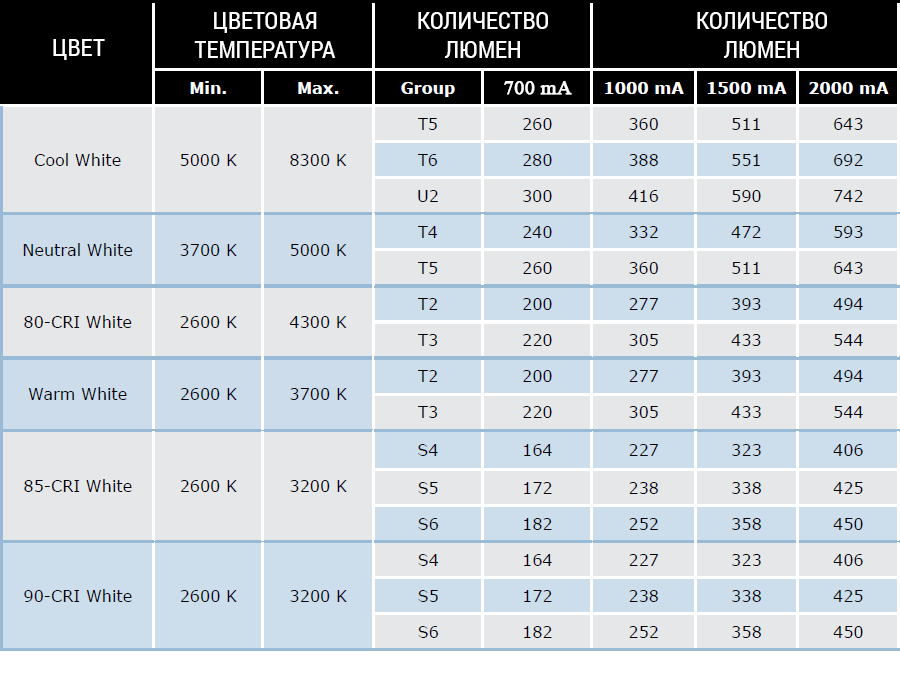 ЦВЕТ
ЦВЕТОВАЯ
ТЕМПЕРАТУРА
КОЛИЧЕСТВО
ЛЮМЕН
КОЛИЧЕСТВО
ЛЮМЕН
Min. Max. Group 700 mA 1000 mA 1500 mA 2000 mA
Cool White 5000 K 8300 K
T5 260 360 511 643
T6 280 388 551 692
U2 300 416 590 742
Neutral White 3700 K 5000 K
T4 240 332 472 593
T5 260 360 511 643
80-CRI White 2600 K 4300 K
T2 200 277 393 494
T3 220 305 433 544
Warm White 2600 K 3700 K
T2 200 277 393 494
T3 220 305 433 544
85-CRI White 2600 K 3200 K
S4 164 227 323 406
S5 172 238 338 425
S6 182 252 358 450
90-CRI White 2600 K 3200 K
S4 164 227 323 406
S5 172 238 338 425
S6 182 252 358 450